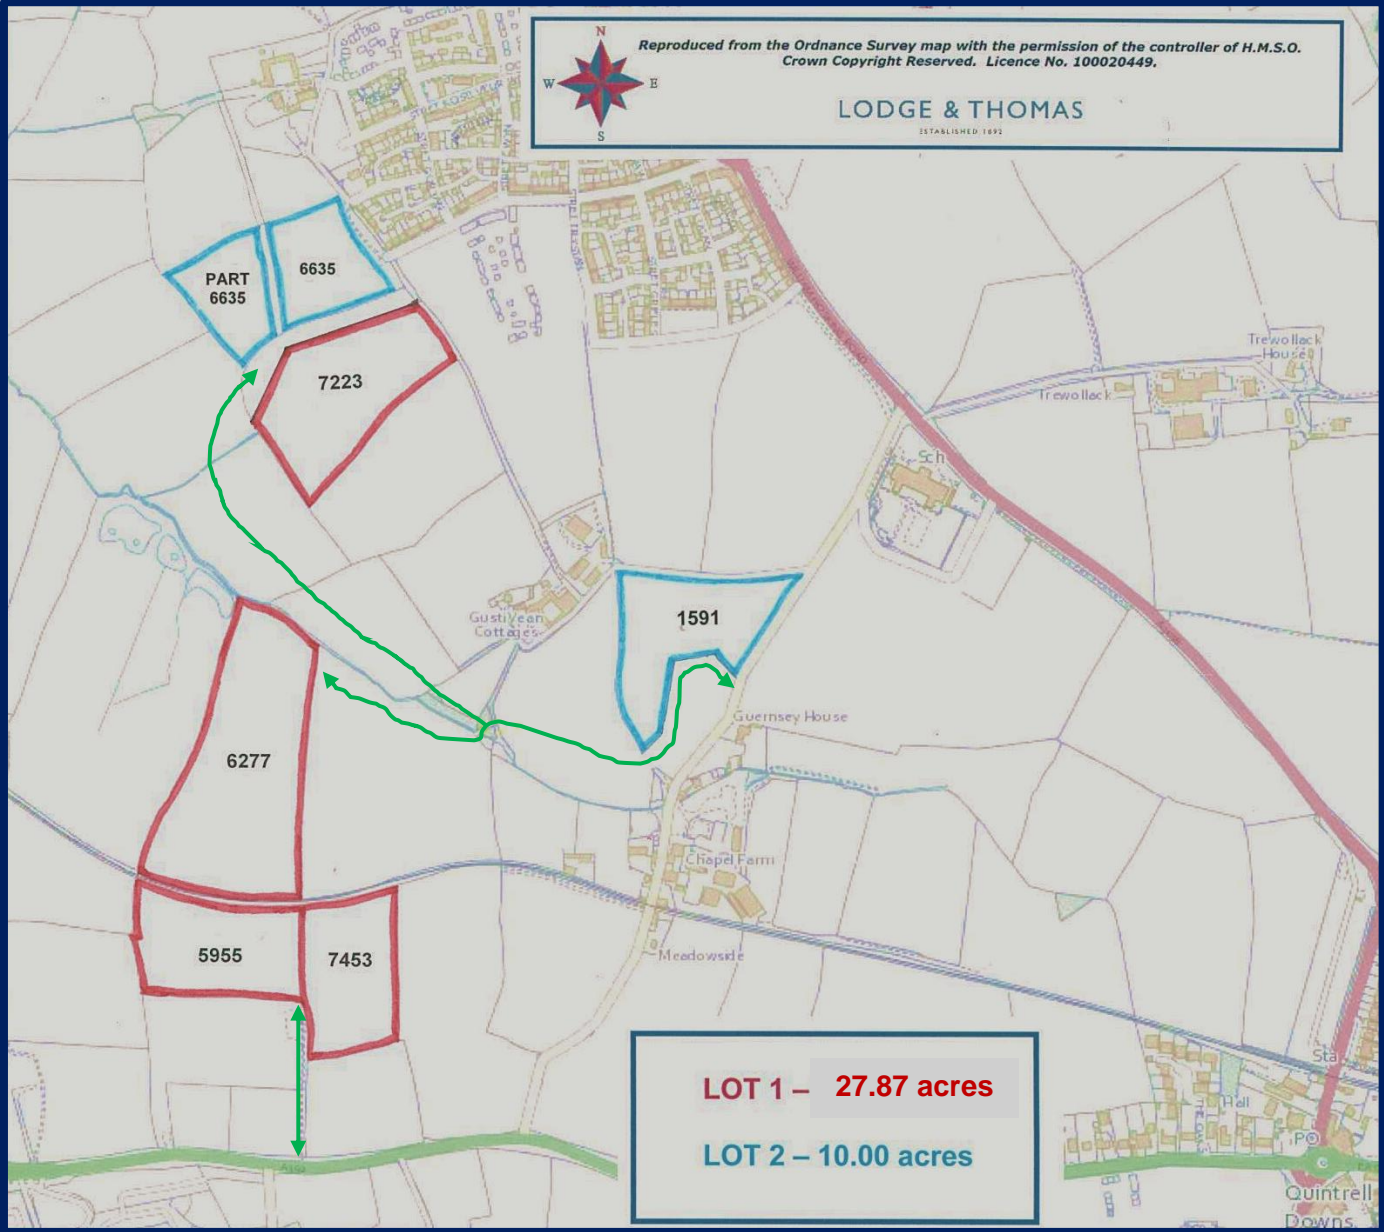 N
W
E
S
Reproduced from the Ordnance Survey map with the permission of the controller of H.M.S.O.
Crown Copyright Reserved. Licence No. 100020449.
LODGE & THOMAS
ESTABLISHED 1892
PART
6635
6635
7223
Trewollack
House
Trewollack
Sch
Gustivean
Cottages
1591
Guernsey House
6277
Chapel Farm
5955
7453
Meadowside
LOT 1 – 27.87 acres
LOT 2 – 10.00 acres
Sta
Hall
PO
Quintrell
Downs